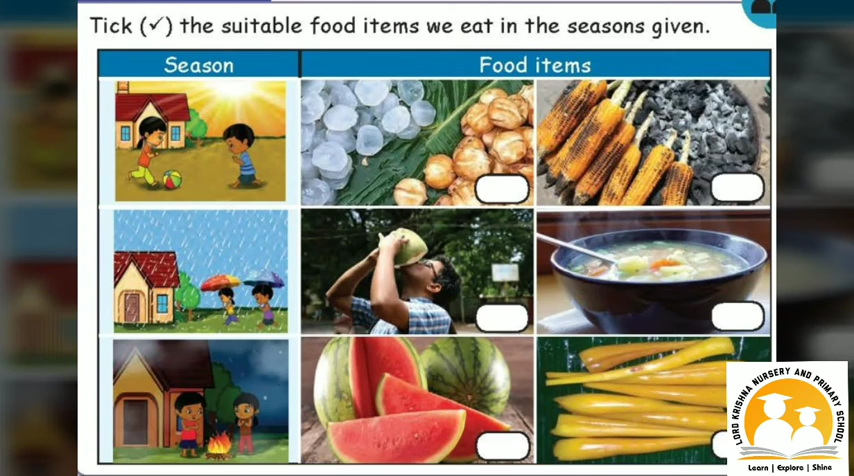 Tick (✓) the suitable food items we eat in the seasons given.
Season
Food items
LORD KRISHNA NURSERY AND PRIMARY SCHOOL
Learn | Explore | Shine